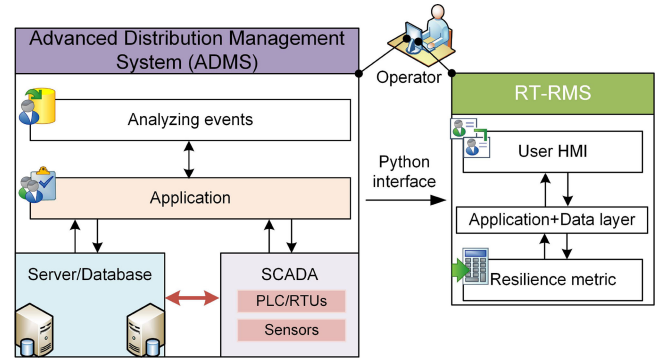 Advanced Distribution Management
System (ADMS)
Operator
RT-RMS
Analyzing events
User HMI
Python
interface
Application
Application+Data layer
Server/Database
SCADA
Resilience metric
PLC/RTUs
Sensors